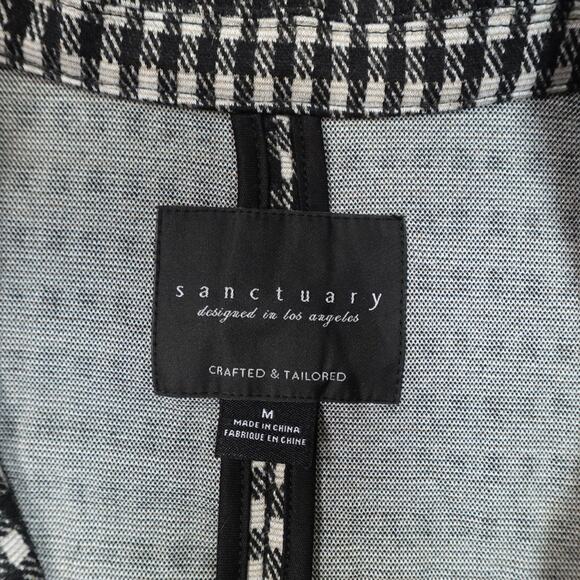 sanctuary
designed in los angeles
CRAFTED & TAILORED
M
MADE IN CHINA
FABRIQUE EN CHINE